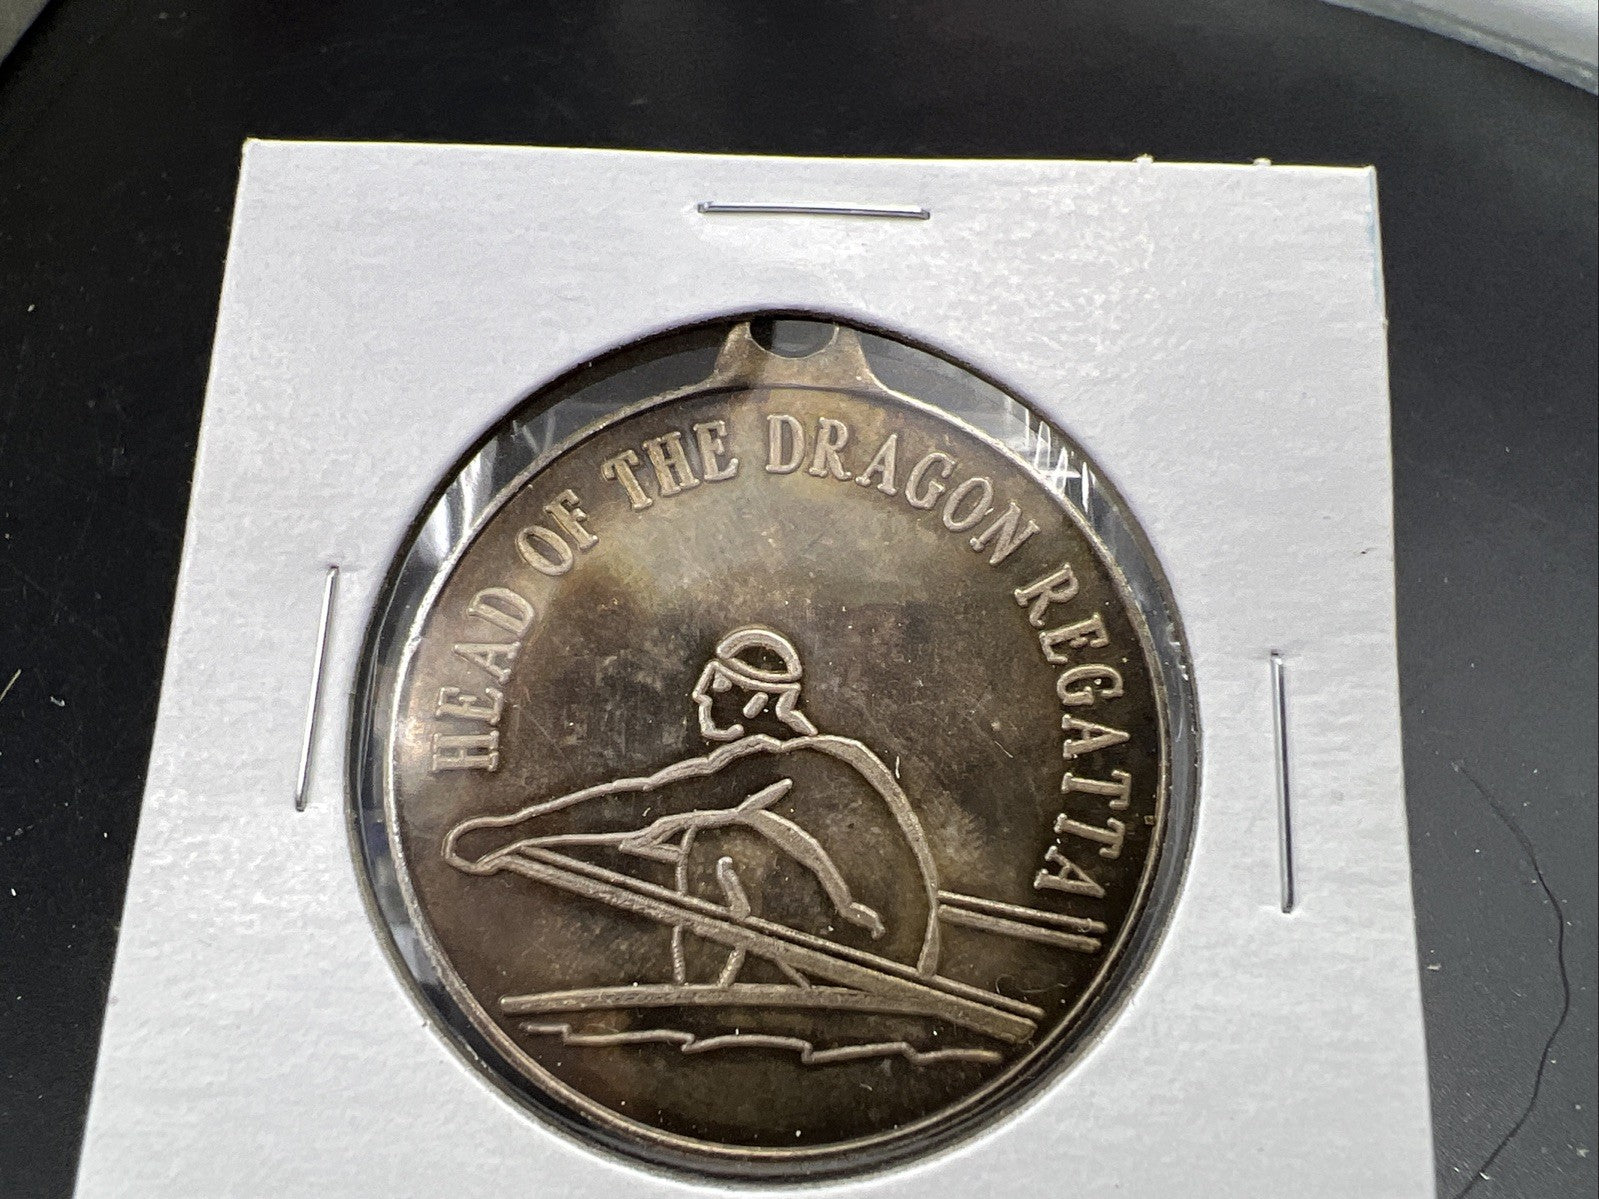 HEAD OF THE DRAGON REGATTA